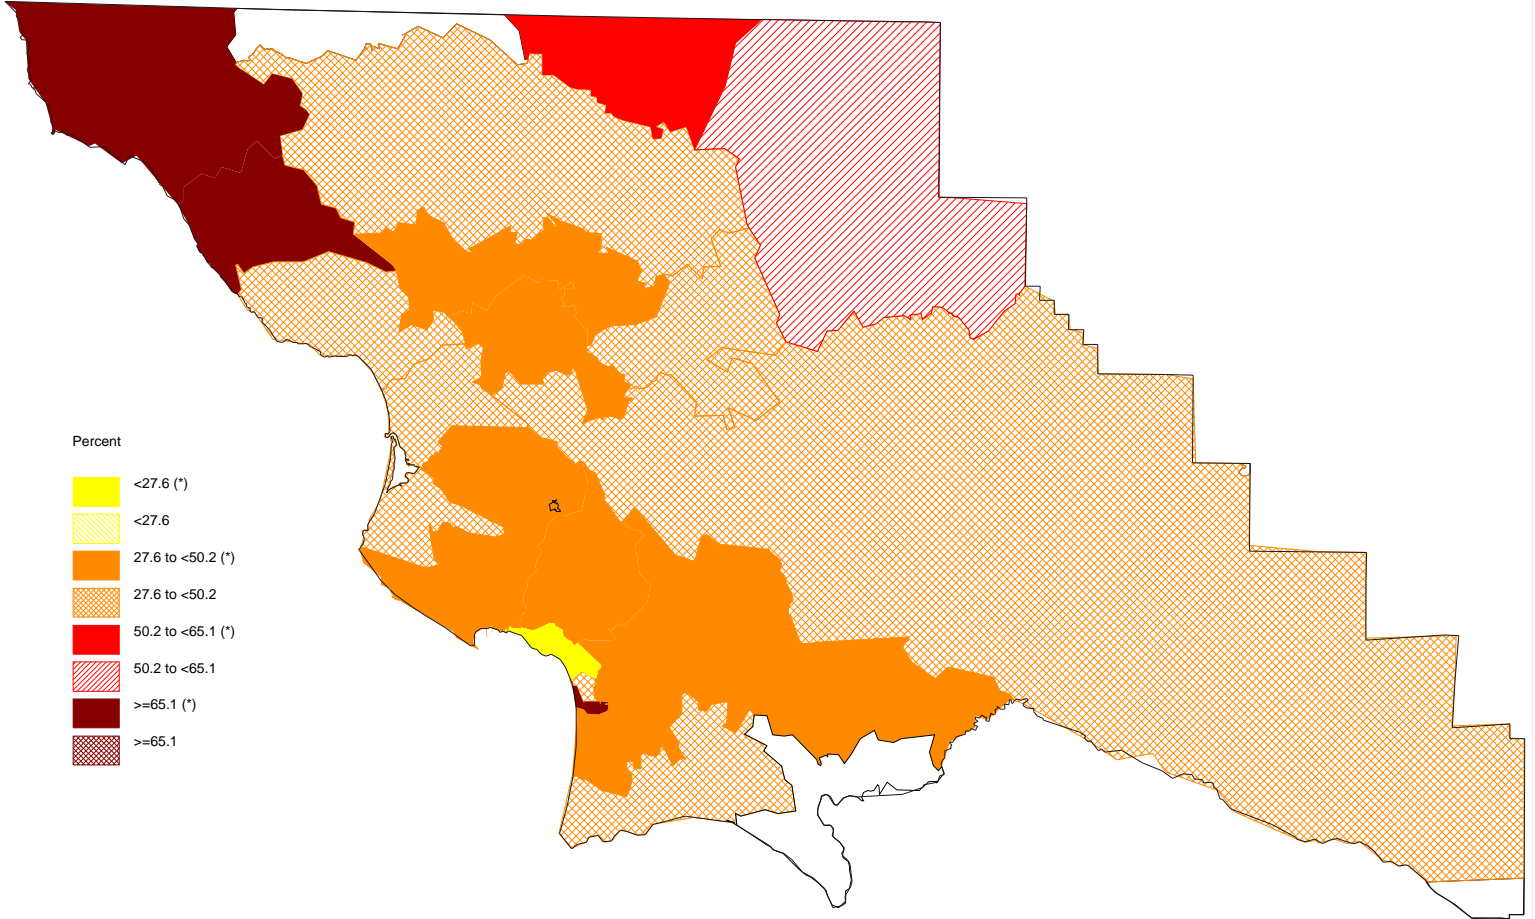 Percent
<27.6 (*)
<27.6
27.6 to <50.2 (*)
27.6 to <50.2
50.2 to <65.1 (*)
50.2 to <65.1
>=65.1 (*)
>=65.1